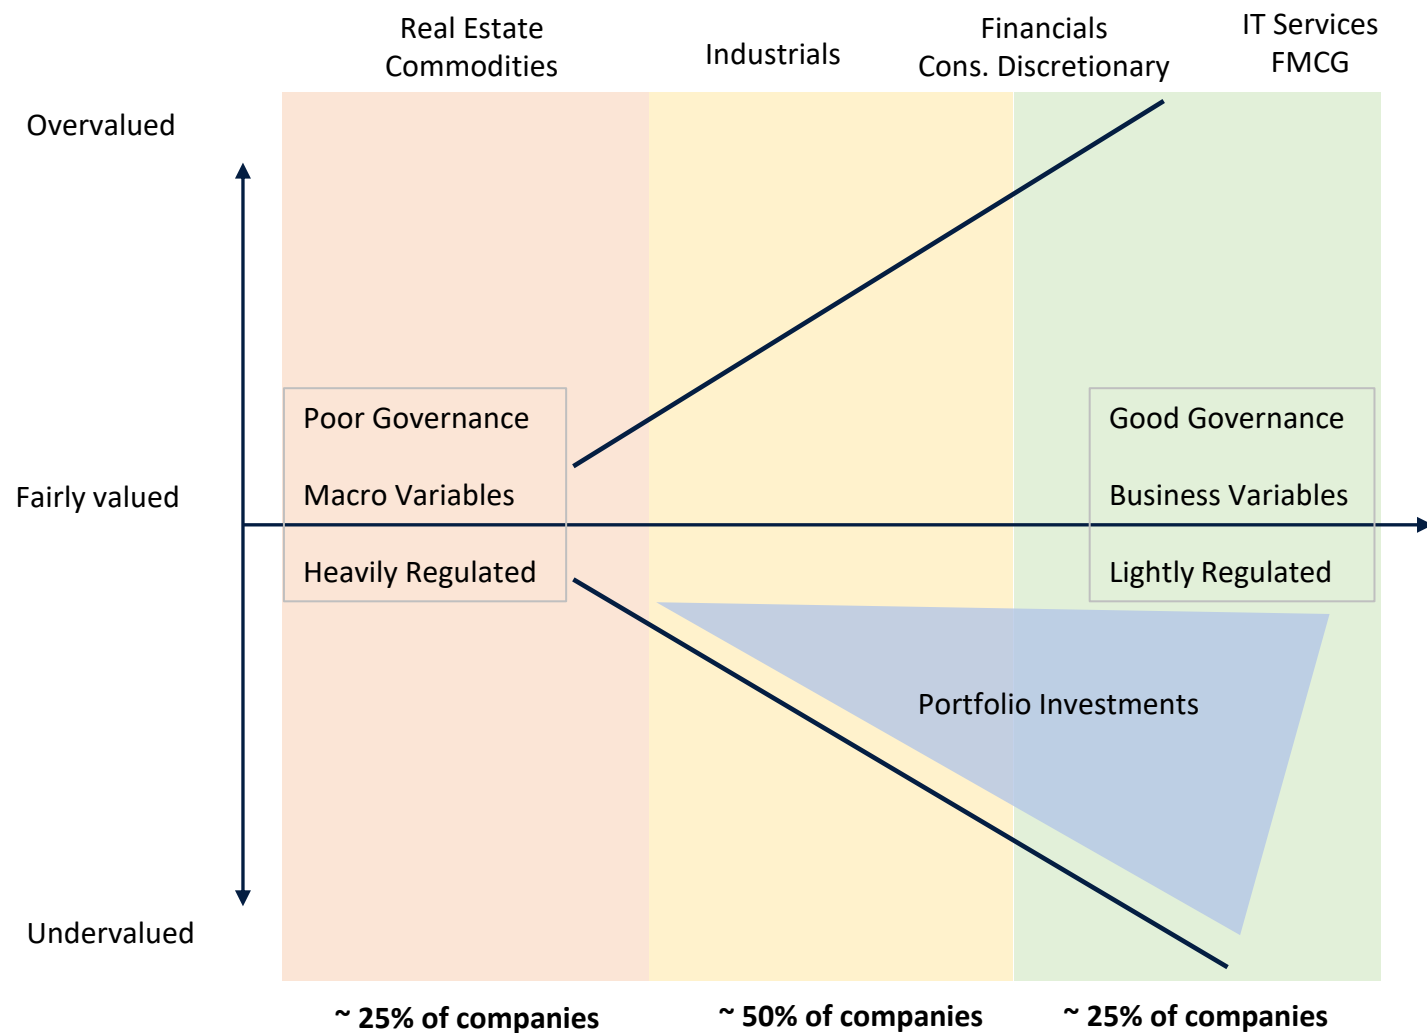 Real Estate
Commodities
Industrials
Financials
Cons. Discretionary
IT Services
FMCG
Overvalued
Fairly valued
Undervalued
Poor Governance
Macro Variables
Heavily Regulated
Good Governance
Business Variables
Lightly Regulated
Portfolio Investments
~ 25% of companies
~ 50% of companies
~ 25% of companies